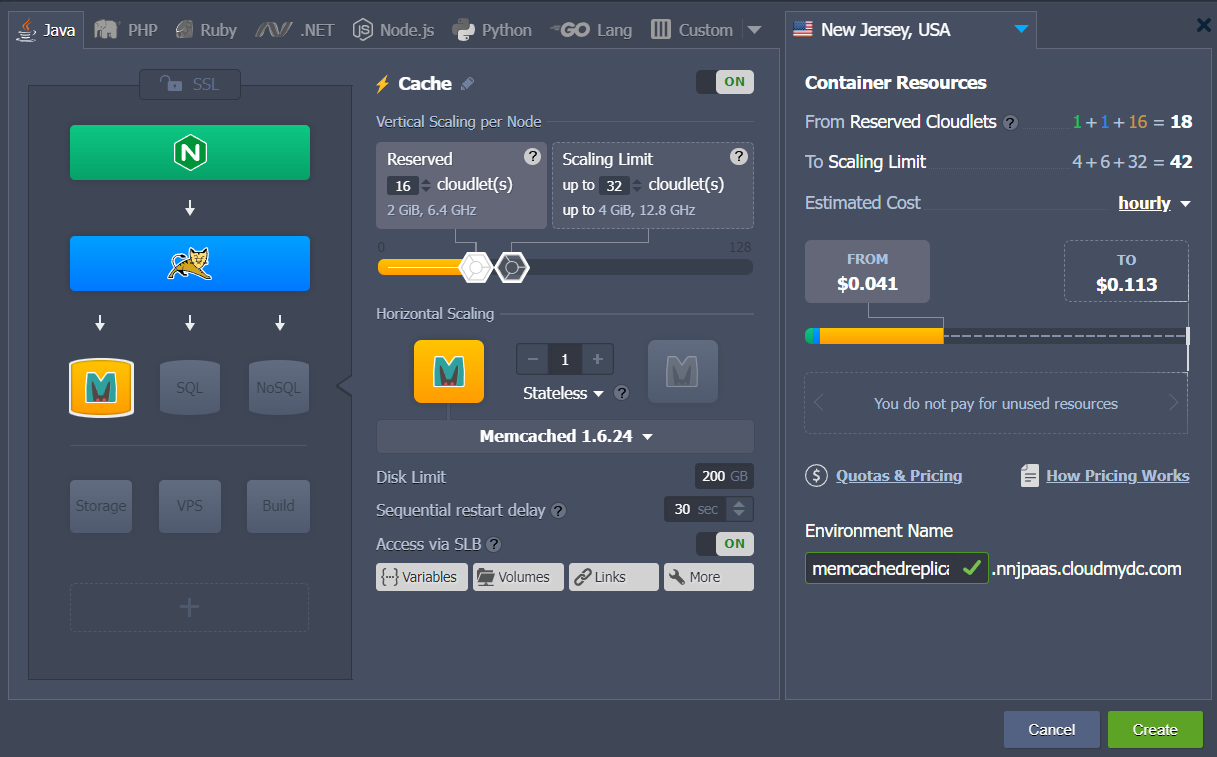 Java PHP Ruby .NET Node.js Python Lang Custom
SSL
SQL NoSQL
Storage VPS Build
Cache
ON
Vertical Scaling per Node
Reserved ?
16 cloudlet(s)
2 GiB, 6.4 GHz
Scaling Limit ?
up to 32 cloudlet(s)
up to 4 GiB, 12.8 GHz
0 128
Horizontal Scaling
− 1 +
Stateless ?
Memcached 1.6.24
Disk Limit 200 GB
Sequential restart delay ? 30 sec
Access via SLB ? ON
Variables Volumes Links More
New Jersey, USA
Container Resources
From Reserved Cloudlets ? 1 + 1 + 16 = 18
To Scaling Limit 4 + 6 + 32 = 42
Estimated Cost hourly
FROM
$0.041
TO
$0.113
You do not pay for unused resources
$ Quotas & Pricing How Pricing Works
Environment Name
memcachedreplica .nnjpaas.cloudmydc.com
Cancel Create